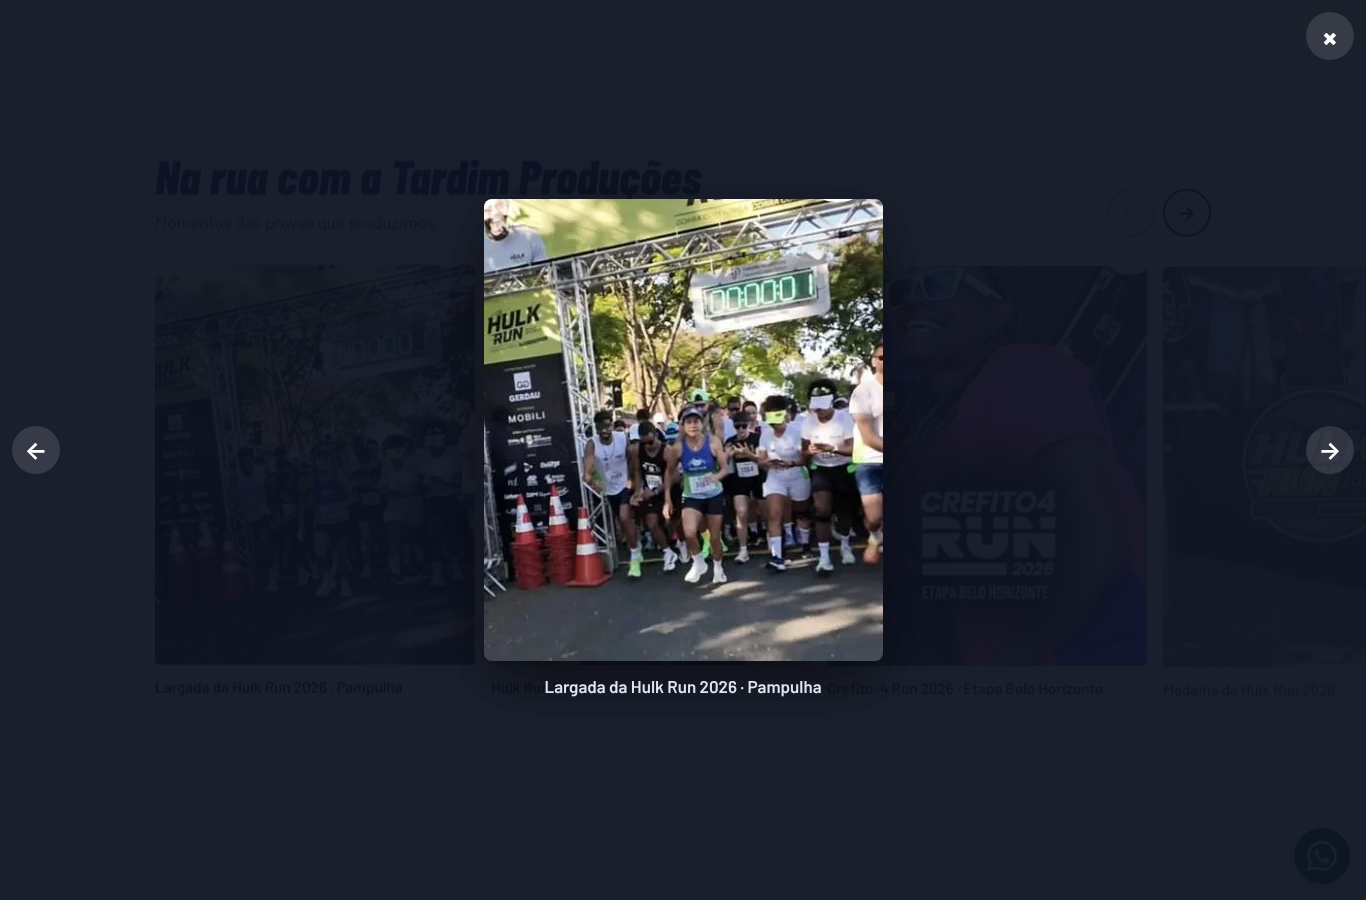 Na rua com a Tardim Produções
Momentos das provas que produzimos.
HULK
RUN
00:00:01
GERDAU
MOBILI
CREFITO4
RUN
2026
ETAPA BELO HORIZONTE
Largada da Hulk Run 2026 · Pampulha
Hulk Run
Largada da Hulk Run 2026 · Pampulha
Crefito-4 Run 2026 · Etapa Belo Horizonte
Medalha da Hulk Run 2026